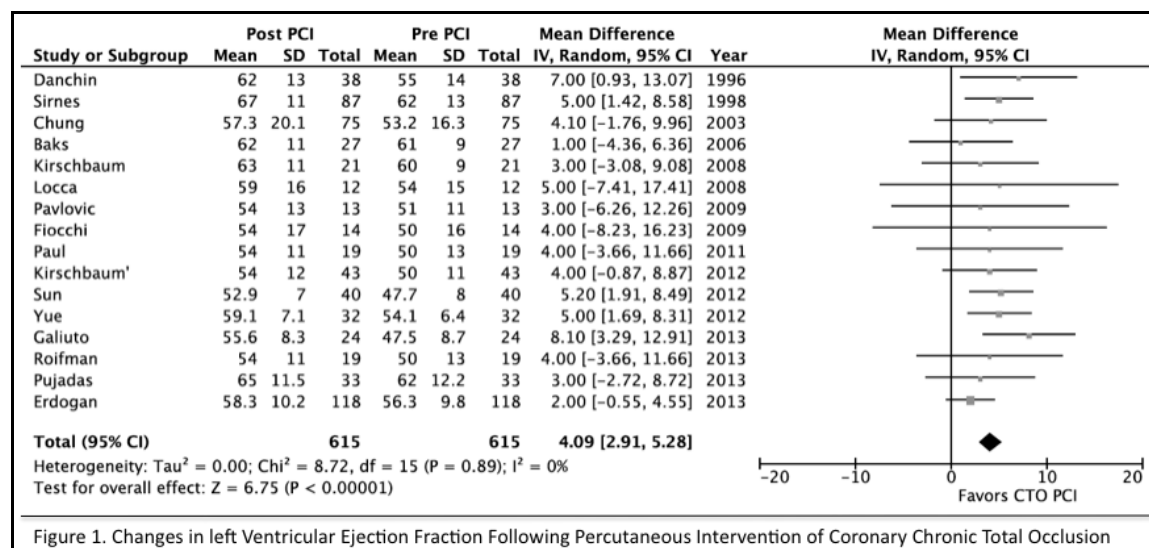 Post PCI Pre PCI Mean Difference Mean Difference
Study or Subgroup Mean SD Total Mean SD Total IV, Random, 95% CI Year IV, Random, 95% CI
Danchin 62 13 38 55 14 38 7.00 [0.93, 13.07] 1996
Sirnes 67 11 87 62 13 87 5.00 [1.42, 8.58] 1998
Chung 57.3 20.1 75 53.2 16.3 75 4.10 [-1.76, 9.96] 2003
Baks 62 11 27 61 9 27 1.00 [-4.36, 6.36] 2006
Kirschbaum 63 11 21 60 9 21 3.00 [-3.08, 9.08] 2008
Locca 59 16 12 54 15 12 5.00 [-7.41, 17.41] 2008
Pavlovic 54 13 13 51 11 13 3.00 [-6.26, 12.26] 2009
Fiocchi 54 17 14 50 16 14 4.00 [-8.23, 16.23] 2009
Paul 54 11 19 50 13 19 4.00 [-3.66, 11.66] 2011
Kirschbaum' 54 12 43 50 11 43 4.00 [-0.87, 8.87] 2012
Sun 52.9 7 40 47.7 8 40 5.20 [1.91, 8.49] 2012
Yue 59.1 7.1 32 54.1 6.4 32 5.00 [1.69, 8.31] 2012
Galiuto 55.6 8.3 24 47.5 8.7 24 8.10 [3.29, 12.91] 2013
Roifman 54 11 19 50 13 19 4.00 [-3.66, 11.66] 2013
Pujadas 65 11.5 33 62 12.2 33 3.00 [-2.72, 8.72] 2013
Erdogan 58.3 10.2 118 56.3 9.8 118 2.00 [-0.55, 4.55] 2013
Total (95% CI) 615 615 4.09 [2.91, 5.28]
Heterogeneity: Tau² = 0.00; Chi² = 8.72, df = 15 (P = 0.89); I² = 0%
Test for overall effect: Z = 6.75 (P < 0.00001)
-20 -10 0 10 20
Favors CTO PCI
Figure 1. Changes in left Ventricular Ejection Fraction Following Percutaneous Intervention of Coronary Chronic Total Occlusion